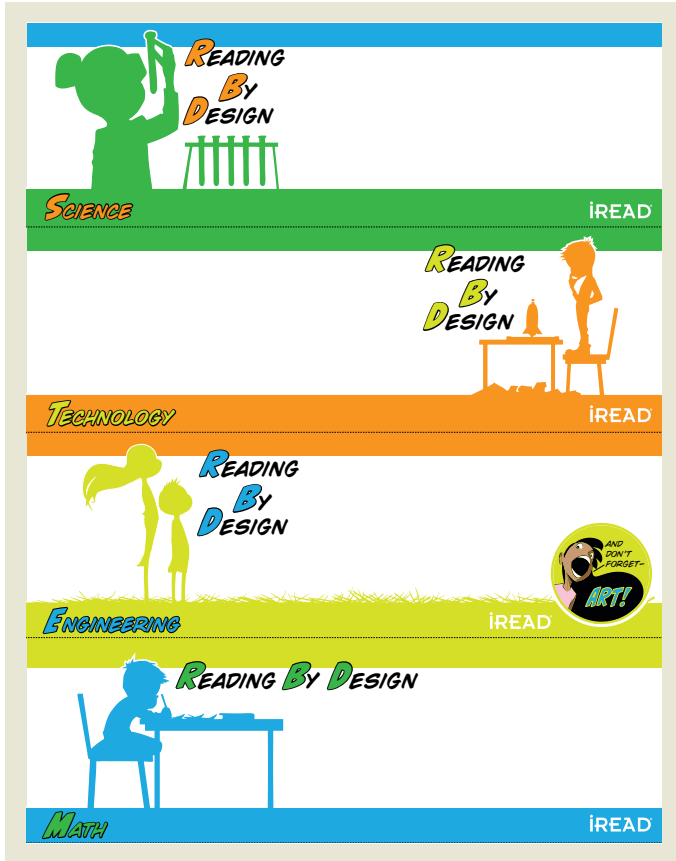 Reading
By
Design
Science
iREAD®
Reading
By
Design
Technology
iREAD®
Reading
By
Design
AND
DON'T
FORGET–
ART!
Engineering
iREAD®
Reading By Design
Math
iREAD®